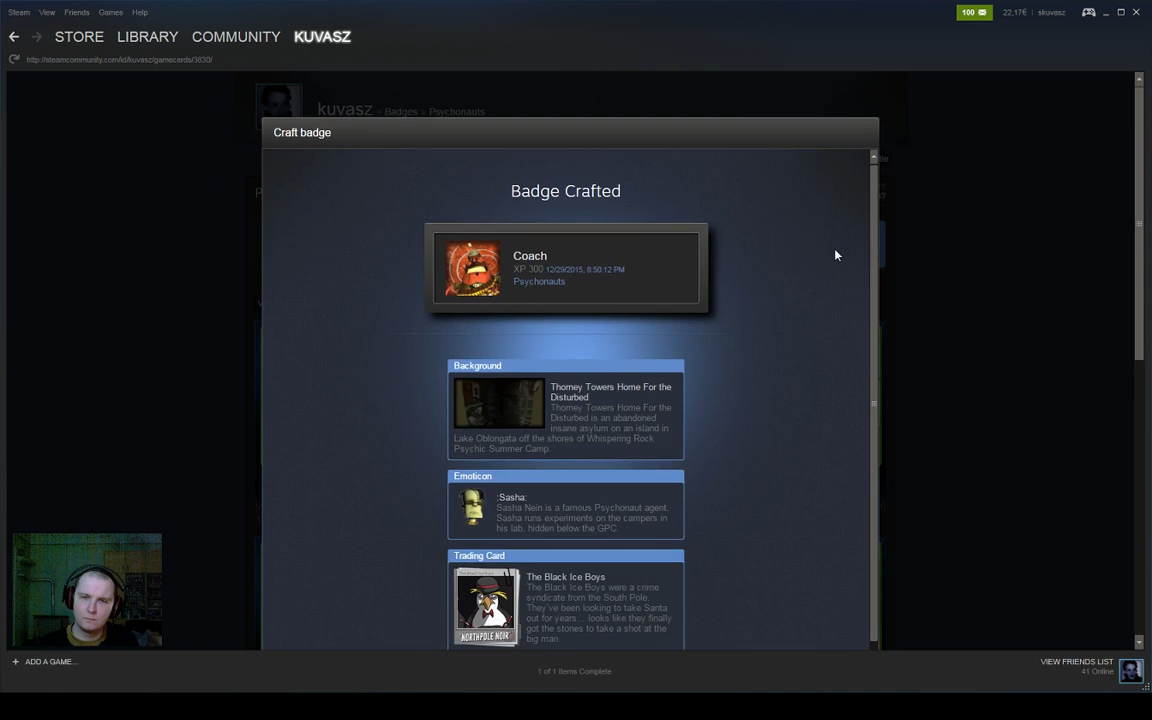 Steam View Friends Games Help
100 22,17€ skuvasz
STORE LIBRARY COMMUNITY KUVASZ
http://steamcommunity.com/id/kuvasz/gamecards/3830/
kuvasz » Badges » Psychonauts
Craft badge
Badge Crafted
Coach
XP 300 12/29/2015, 8:50:12 PM
Psychonauts
Background
Thorney Towers Home For the
Disturbed
Thorney Towers Home For the
Disturbed is an abandoned
insane asylum on an island in
Lake Oblongata off the shores of Whispering Rock
Psychic Summer Camp.
Emoticon
:Sasha:
Sasha Nein is a famous Psychonaut agent.
Sasha runs experiments on the campers in
his lab, hidden below the GPC.
Trading Card
The Black Ice Boys
The Black Ice Boys were a crime
syndicate from the South Pole.
They've been looking to take Santa
out for years... looks like they finally
got the stones to take a shot at the
big man.
NORTHPOLE NOIR
+ ADD A GAME...
1 of 1 Items Complete
VIEW FRIENDS LIST
41 Online